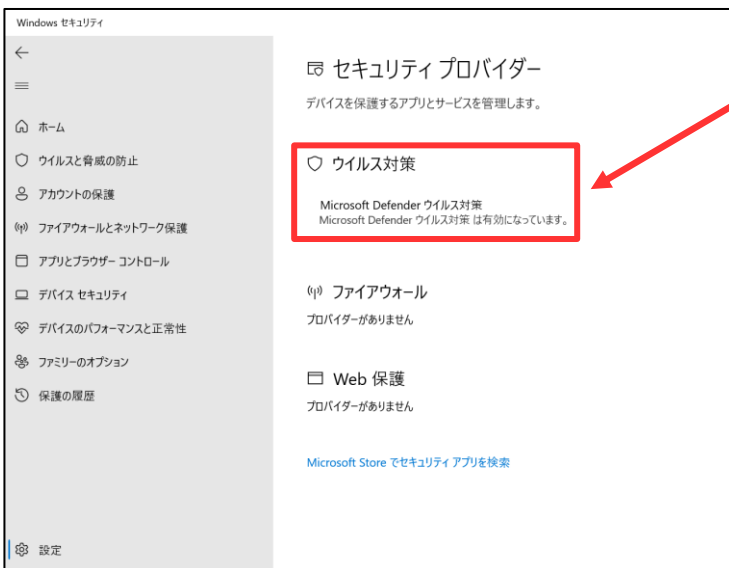 Windows セキュリティ
ホーム
ウイルスと脅威の防止
アカウントの保護
ファイアウォールとネットワーク保護
アプリとブラウザー コントロール
デバイス セキュリティ
デバイスのパフォーマンスと正常性
ファミリーのオプション
保護の履歴
設定
セキュリティ プロバイダー
デバイスを保護するアプリとサービスを管理します。
ウイルス対策
Microsoft Defender ウイルス対策
Microsoft Defender ウイルス対策 は有効になっています。
ファイアウォール
プロバイダーがありません
Web 保護
プロバイダーがありません
Microsoft Store でセキュリティ アプリを検索